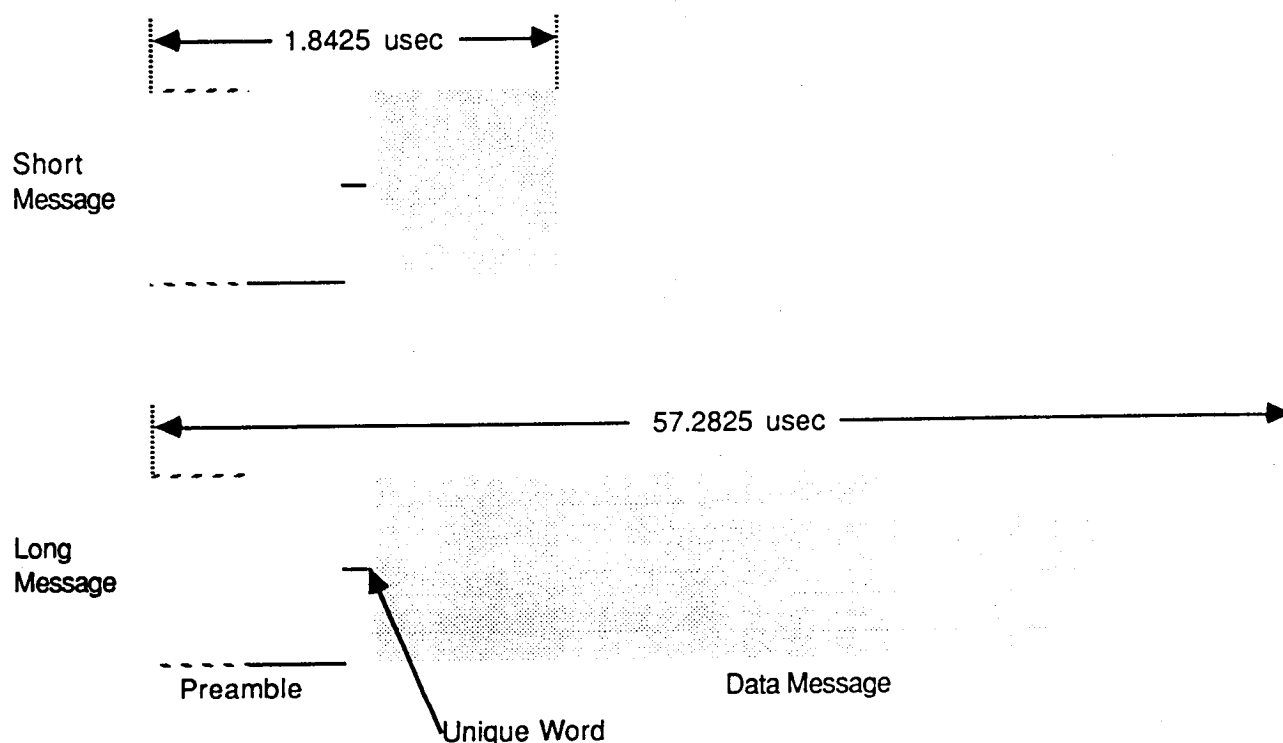 1.8425 usec
Short
Message
57.2825 usec
Long
Message
Preamble
Data Message
Unique Word